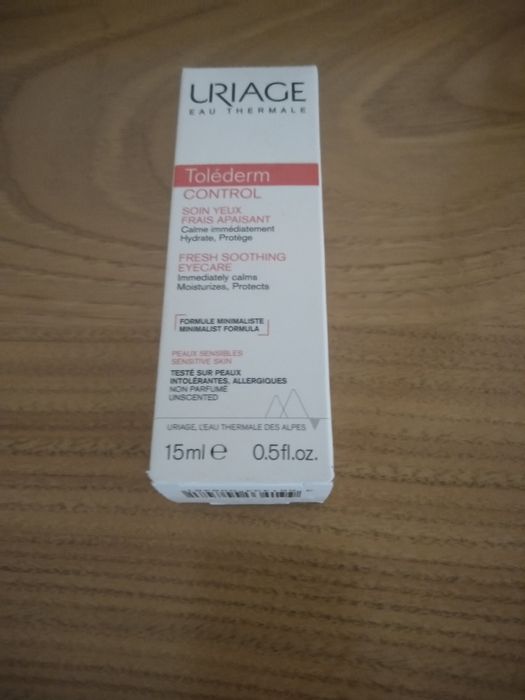 URIAGE
EAU THERMALE
Toléderm
CONTROL
SOIN YEUX
FRAIS APAISANT
Calme immédiatement
Hydrate, Protège
FRESH SOOTHING
EYECARE
Immediately calms
Moisturizes, Protects
FORMULE MINIMALISTE
MINIMALIST FORMULA
PEAUX SENSIBLES
SENSITIVE SKIN
TESTÉ SUR PEAUX
INTOLÉRANTES, ALLERGIQUES
NON PARFUMÉ
UNSCENTED
URIAGE, L'EAU THERMALE DES ALPES
15ml e 0.5fl.oz.